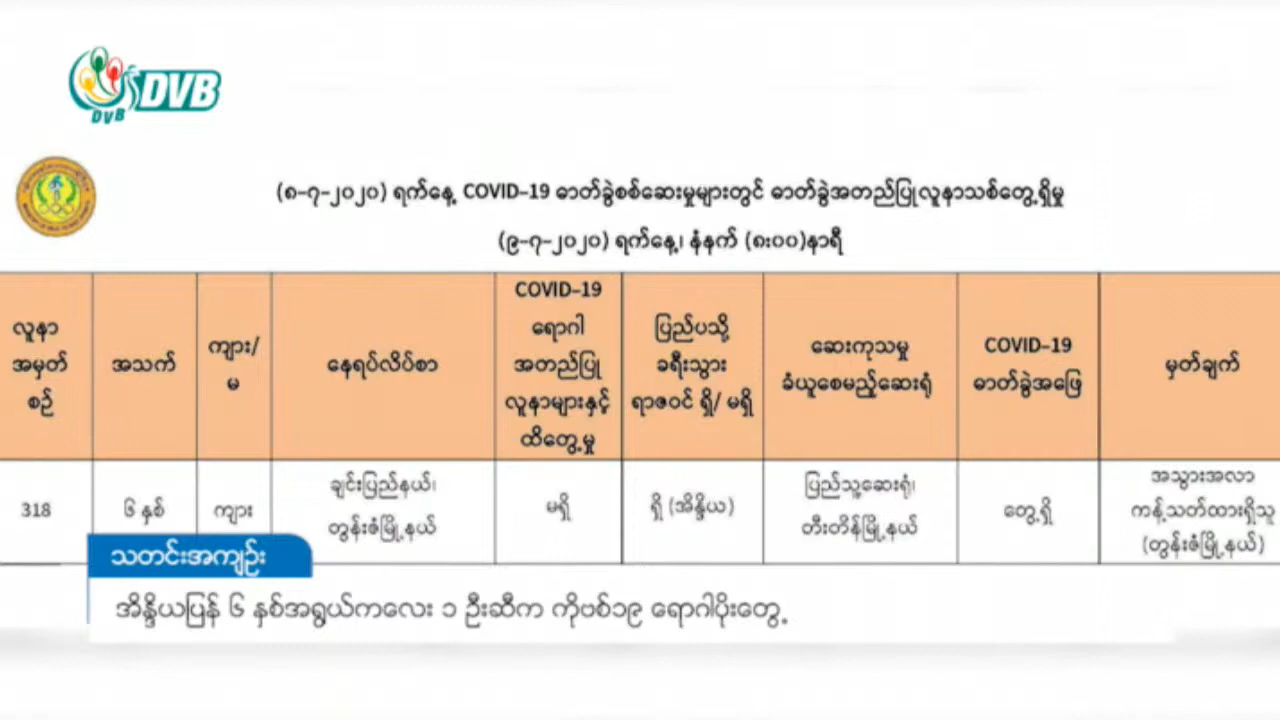 DVB
DVB
(၈-၇-၂၀၂၀) ရက်နေ့ COVID-19 ဓာတ်ခွဲစစ်ဆေးမှုများတွင် ဓာတ်ခွဲအတည်ပြုလူနာသစ်တွေ့ရှိမှု
(၉-၇-၂၀၂၀) ရက်နေ့၊ နံနက် (၈:၀၀)နာရီ
လူနာ
အမှတ်
စဉ်
အသက်
ကျား/
မ
နေရပ်လိပ်စာ
COVID-19
ရောဂါ
အတည်ပြု
လူနာများနှင့်
ထိတွေ့မှု
ပြည်ပသို့
ခရီးသွား
ရာဇဝင် ရှိ/ မရှိ
ဆေးကုသမှု
ခံယူစေမည့်ဆေးရုံ
COVID-19
ဓာတ်ခွဲအဖြေ
မှတ်ချက်
318
၆ နှစ်
ကျား
ချင်းပြည်နယ်၊
တွန်းဇံမြို့နယ်
မရှိ
ရှိ (အိန္ဒိယ)
ပြည်သူ့ဆေးရုံ၊
တီးတိန်မြို့နယ်
တွေ့ရှိ
အသွားအလာ
ကန့်သတ်ထားရှိသူ
(တွန်းဇံမြို့နယ်)
သတင်းအကျဉ်း
အိန္ဒိယပြန် ၆ နှစ်အရွယ်ကလေး ၁ ဦးဆီက ကိုဗစ်၁၉ ရောဂါပိုးတွေ့